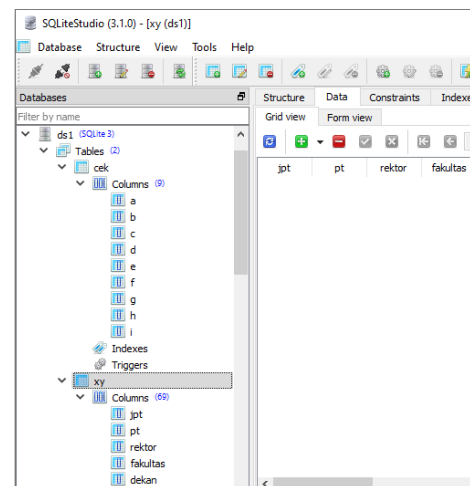 SQLiteStudio (3.1.0) - [xy (ds1)]
Database Structure View Tools Help
Databases
Filter by name
ds1 (SQLite 3)
Tables (2)
cek
Columns (9)
a
b
c
d
e
f
g
h
i
Indexes
Triggers
xy
Columns (69)
jpt
pt
rektor
fakultas
dekan
Structure Data Constraints Indexe
Grid view Form view
jpt pt rektor fakultas